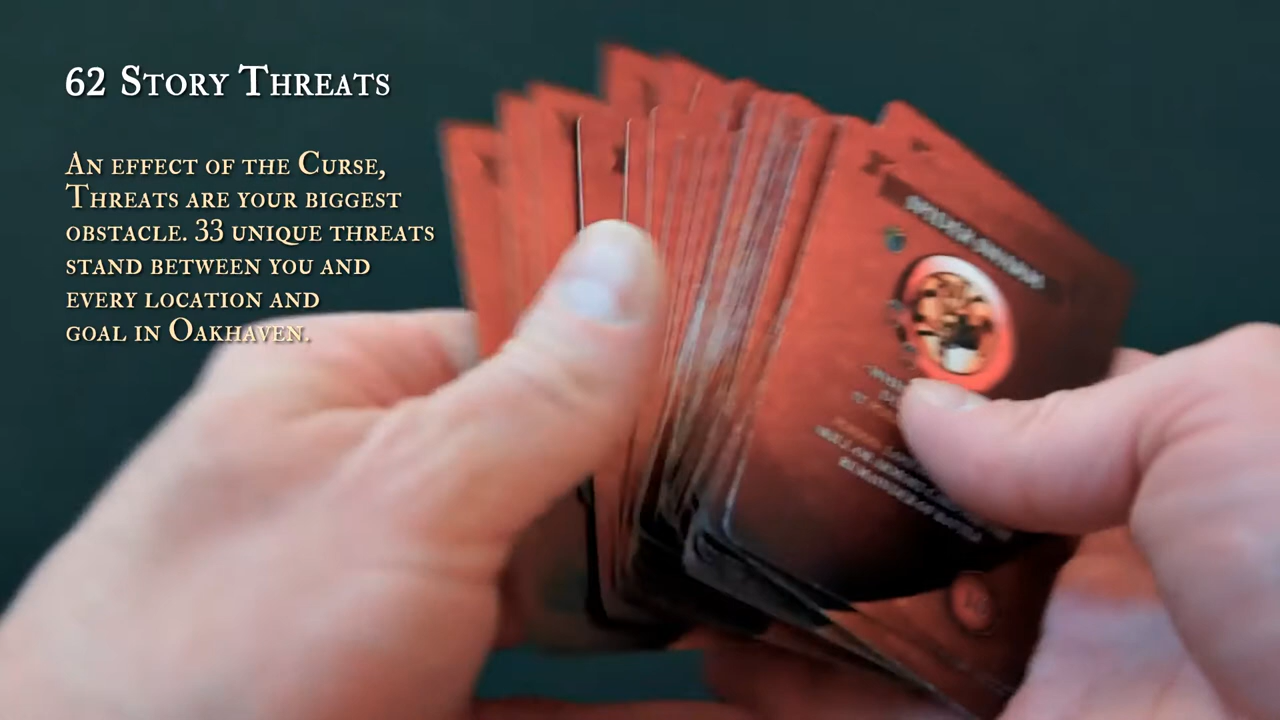 62 Story Threats
An effect of the Curse,
Threats are your biggest
obstacle. 33 unique threats
stand between you and
every location and
goal in Oakhaven.